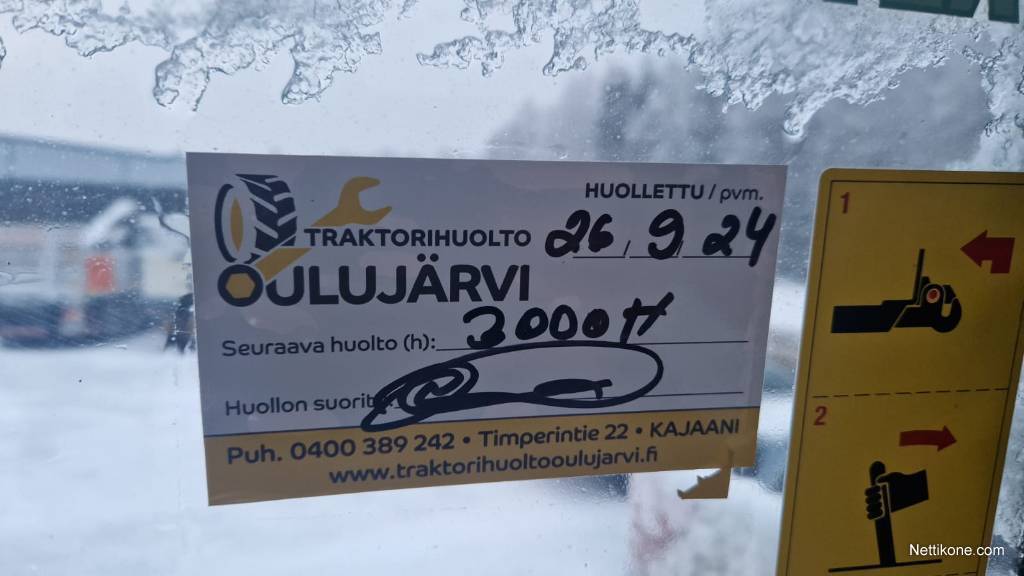 HUOLLETTU / pvm.
TRAKTORIHUOLTO
26 / 9 / 24
OULUJÄRVI
Seuraava huolto (h): 3000H
Huollon suorit
Puh. 0400 389 242 • Timperintie 22 • KAJAANI
www.traktorihuoltooulujarvi.fi
1
2
Nettikone.com